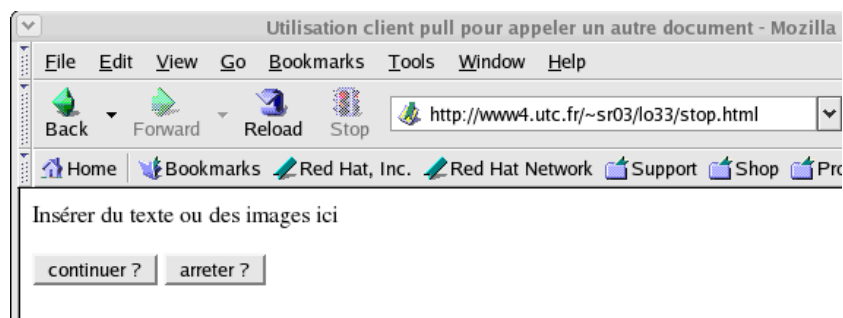 Utilisation client pull pour appeler un autre document - Mozilla
File Edit View Go Bookmarks Tools Window Help
Back Forward Reload Stop http://www4.utc.fr/~sr03/lo33/stop.html
Home Bookmarks Red Hat, Inc. Red Hat Network Support Shop Pro
Insérer du texte ou des images ici
continuer ? arreter ?